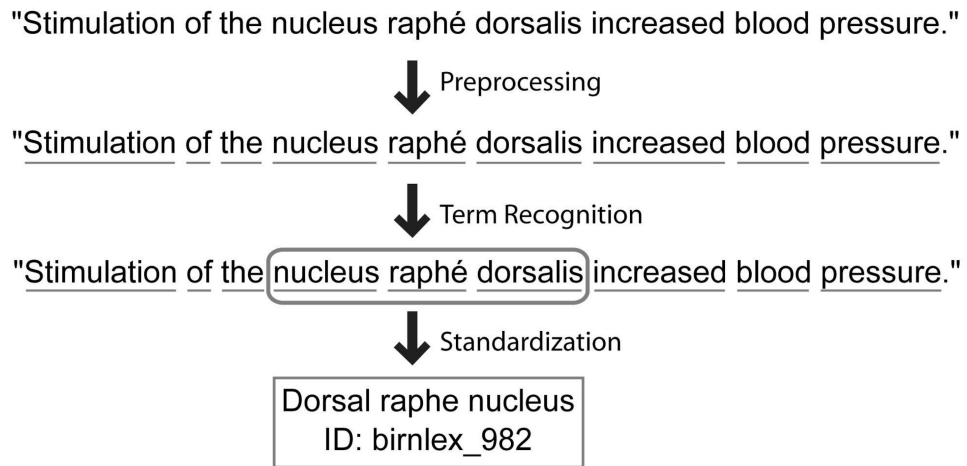 "Stimulation of the nucleus raphé dorsalis increased blood pressure."
Preprocessing
"Stimulation of the nucleus raphé dorsalis increased blood pressure."
Term Recognition
"Stimulation of the nucleus raphé dorsalis increased blood pressure."
Standardization
Dorsal raphe nucleus
ID: birnlex_982